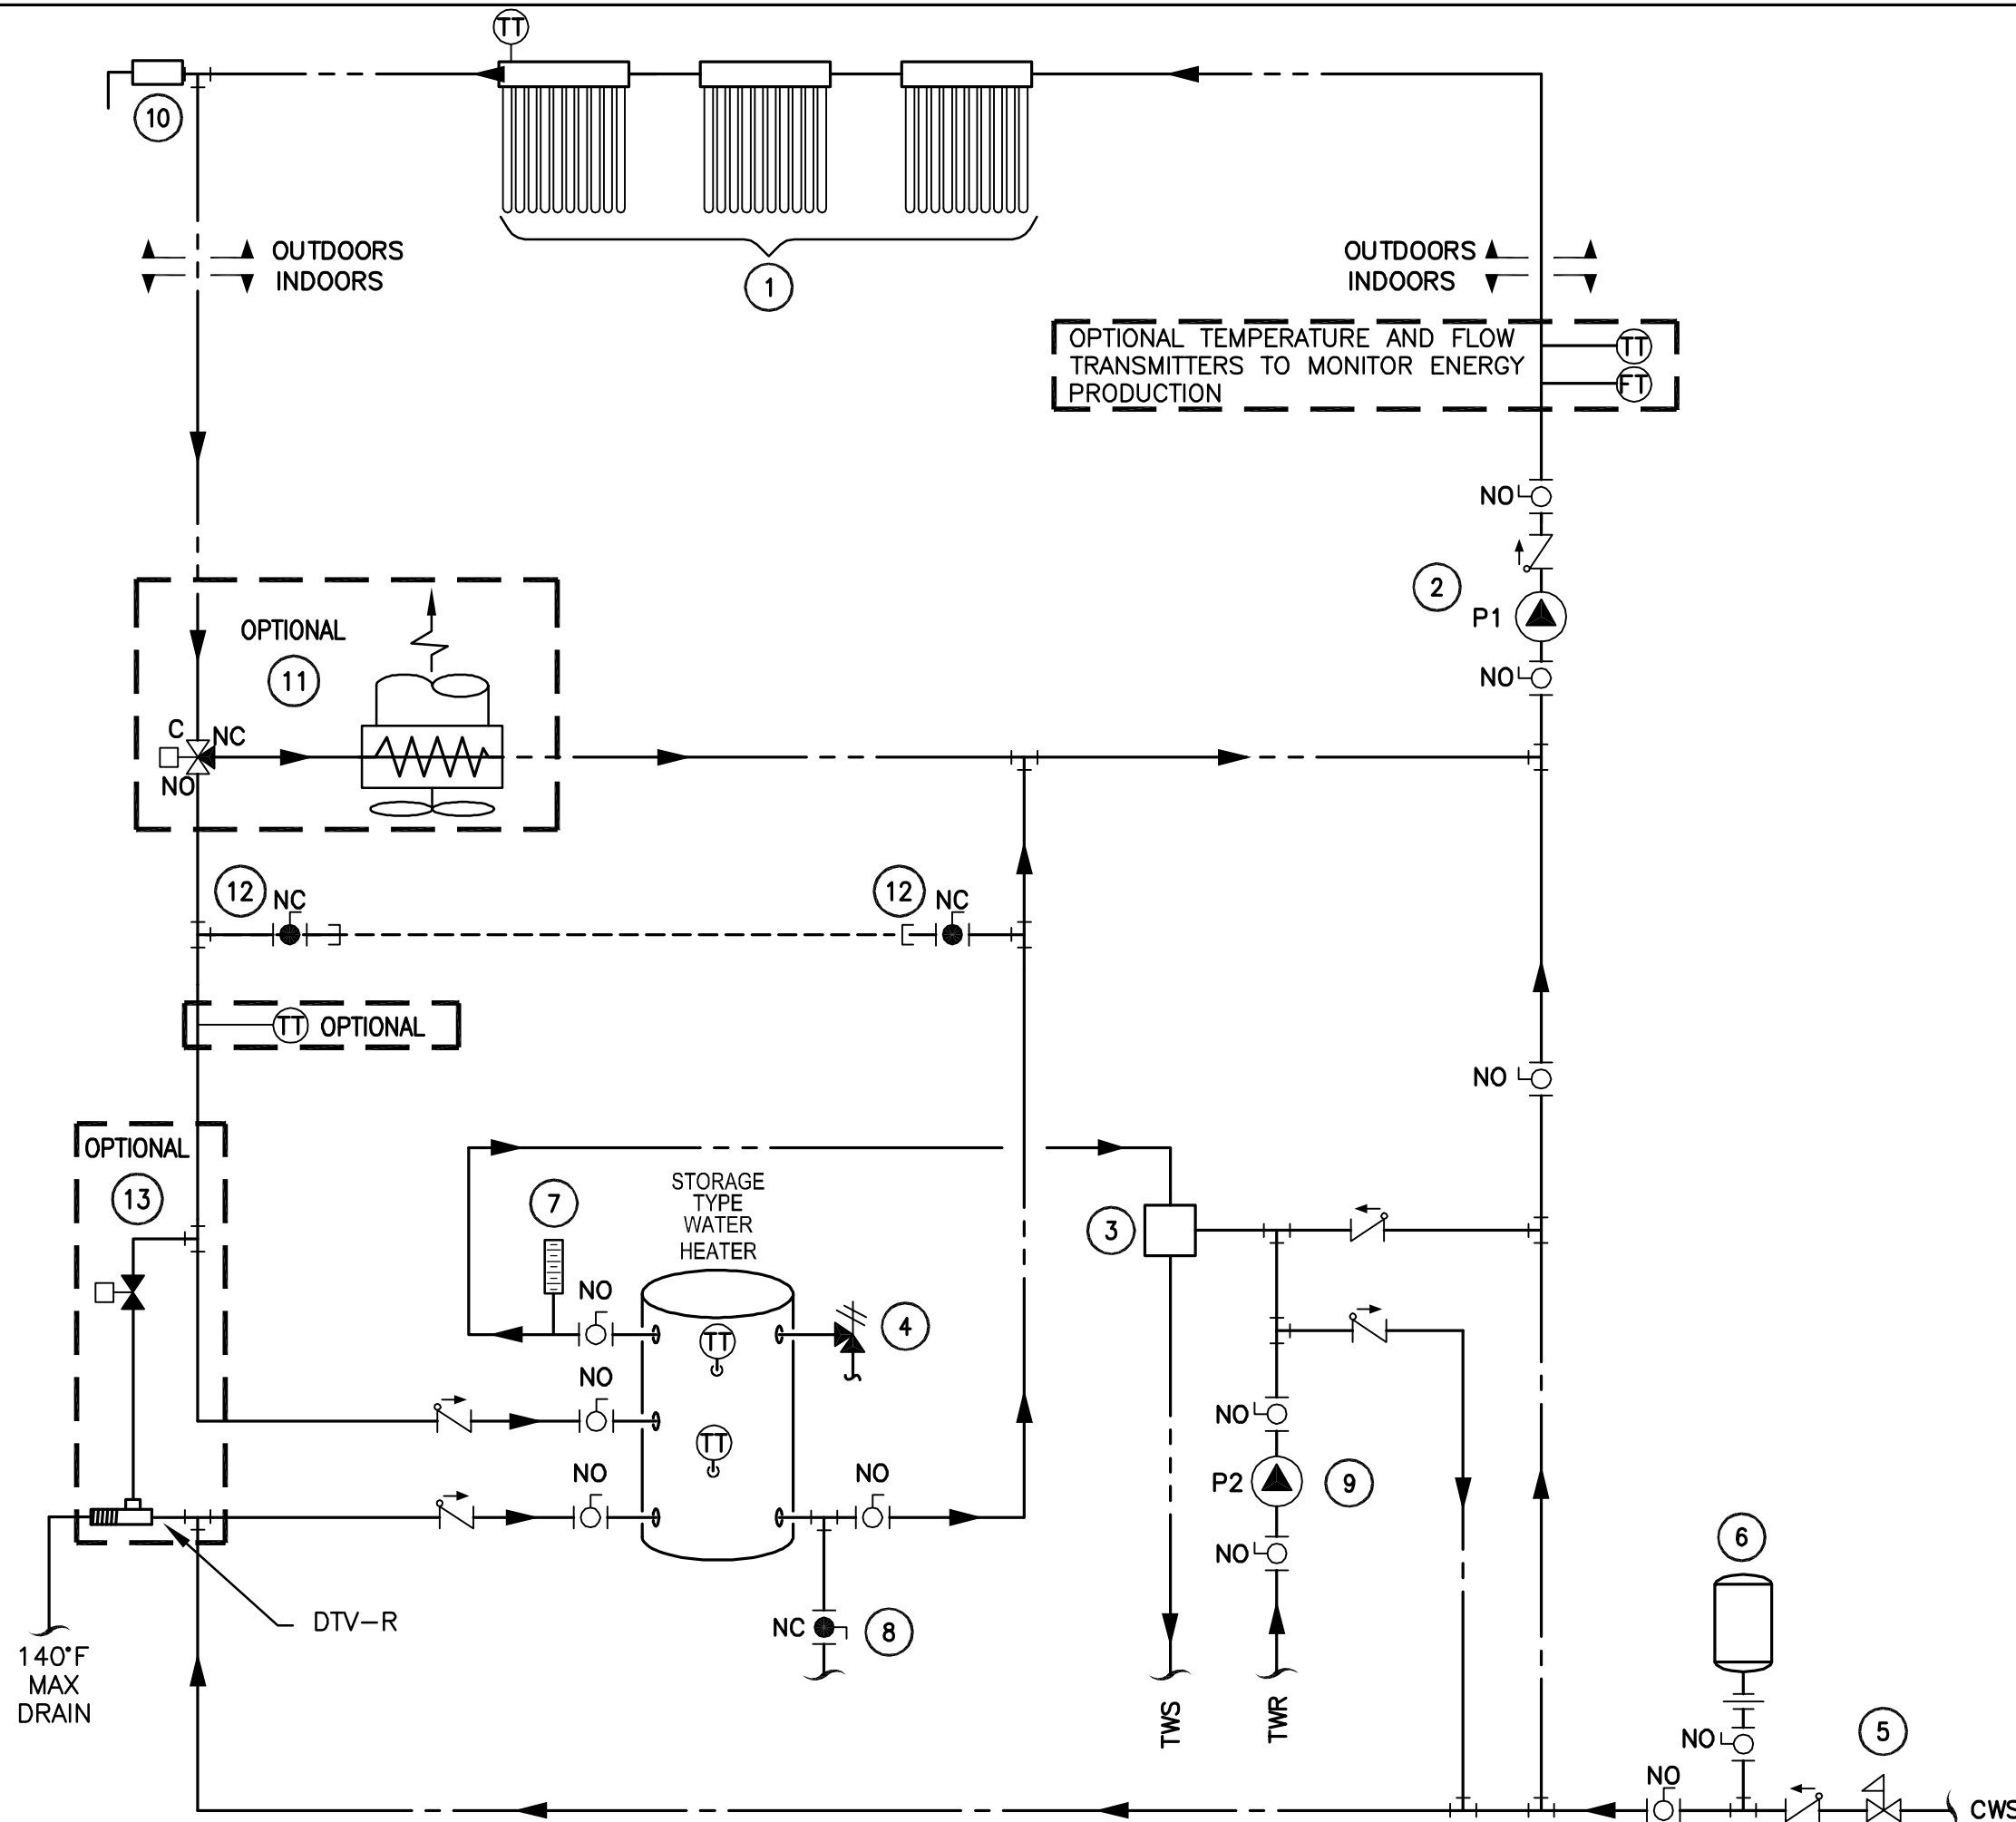 TT
10
OUTDOORS
INDOORS
1
OUTDOORS
INDOORS
OPTIONAL TEMPERATURE AND FLOW
TRANSMITTERS TO MONITOR ENERGY
PRODUCTION
TT
FT
NO
2
P1
NO
OPTIONAL
11
C
NC
NO
12
NC
12
NC
TT OPTIONAL
NO
OPTIONAL
13
7
STORAGE
TYPE
WATER
HEATER
3
NO
TT
4
NO
TT
NO
NO
NO
P2
9
NO
6
DTV-R
NC
8
140°F
MAX
DRAIN
TWS
TWR
NO
5
NO
CWS